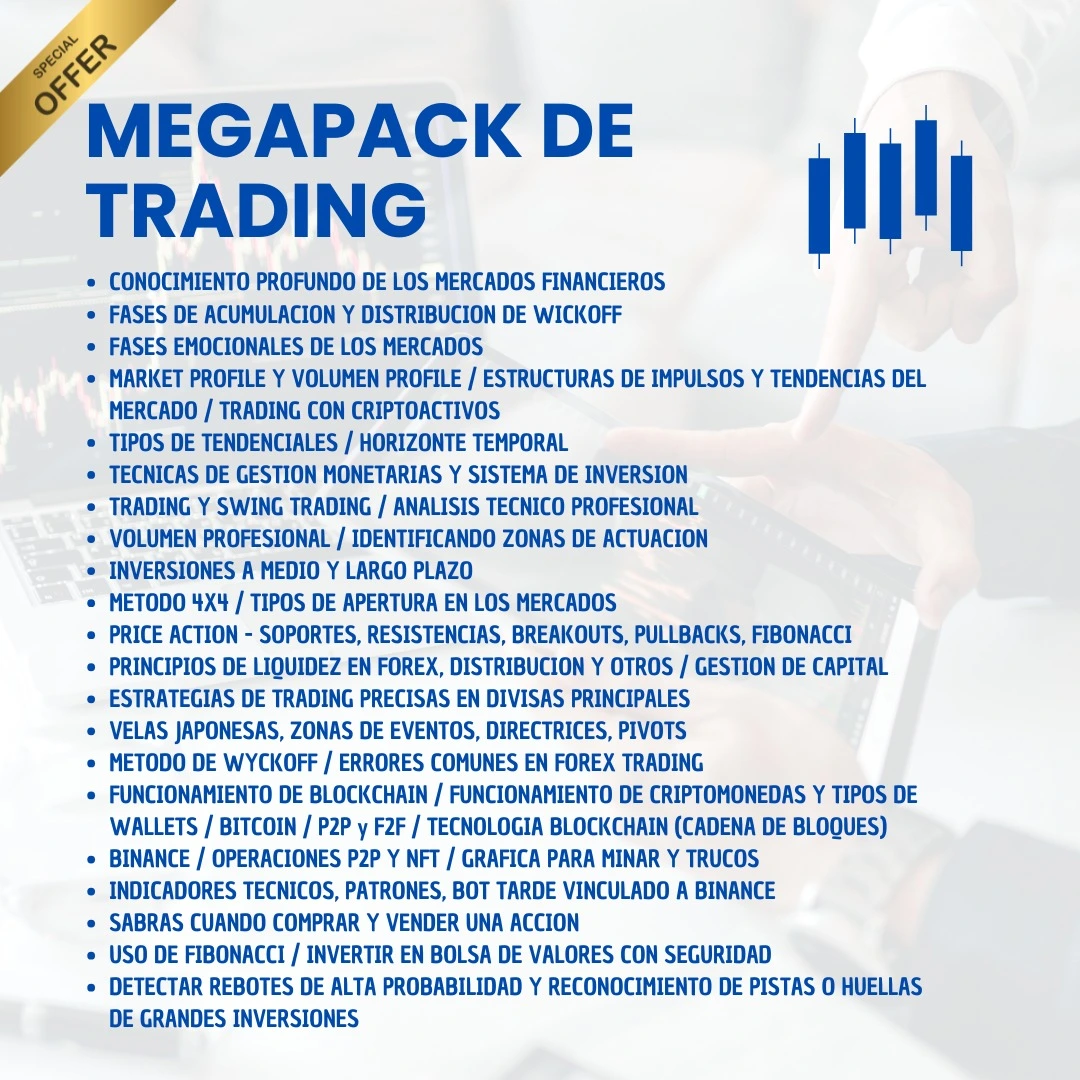 SPECIAL
OFFER
MEGAPACK DE
TRADING
• CONOCIMIENTO PROFUNDO DE LOS MERCADOS FINANCIEROS
• FASES DE ACUMULACION Y DISTRIBUCION DE WICKOFF
• FASES EMOCIONALES DE LOS MERCADOS
• MARKET PROFILE Y VOLUMEN PROFILE / ESTRUCTURAS DE IMPULSOS Y TENDENCIAS DEL
MERCADO / TRADING CON CRIPTOACTIVOS
• TIPOS DE TENDENCIALES / HORIZONTE TEMPORAL
• TECNICAS DE GESTION MONETARIAS Y SISTEMA DE INVERSION
• TRADING Y SWING TRADING / ANALISIS TECNICO PROFESIONAL
• VOLUMEN PROFESIONAL / IDENTIFICANDO ZONAS DE ACTUACION
• INVERSIONES A MEDIO Y LARGO PLAZO
• METODO 4X4 / TIPOS DE APERTURA EN LOS MERCADOS
• PRICE ACTION - SOPORTES, RESISTENCIAS, BREAKOUTS, PULLBACKS, FIBONACCI
• PRINCIPIOS DE LIQUIDEZ EN FOREX, DISTRIBUCION Y OTROS / GESTION DE CAPITAL
• ESTRATEGIAS DE TRADING PRECISAS EN DIVISAS PRINCIPALES
• VELAS JAPONESAS, ZONAS DE EVENTOS, DIRECTRICES, PIVOTS
• METODO DE WYCKOFF / ERRORES COMUNES EN FOREX TRADING
• FUNCIONAMIENTO DE BLOCKCHAIN / FUNCIONAMIENTO DE CRIPTOMONEDAS Y TIPOS DE
WALLETS / BITCOIN / P2P y F2F / TECNOLOGIA BLOCKCHAIN (CADENA DE BLOQUES)
• BINANCE / OPERACIONES P2P Y NFT / GRAFICA PARA MINAR Y TRUCOS
• INDICADORES TECNICOS, PATRONES, BOT TARDE VINCULADO A BINANCE
• SABRAS CUANDO COMPRAR Y VENDER UNA ACCION
• USO DE FIBONACCI / INVERTIR EN BOLSA DE VALORES CON SEGURIDAD
• DETECTAR REBOTES DE ALTA PROBABILIDAD Y RECONOCIMIENTO DE PISTAS O HUELLAS
DE GRANDES INVERSIONES